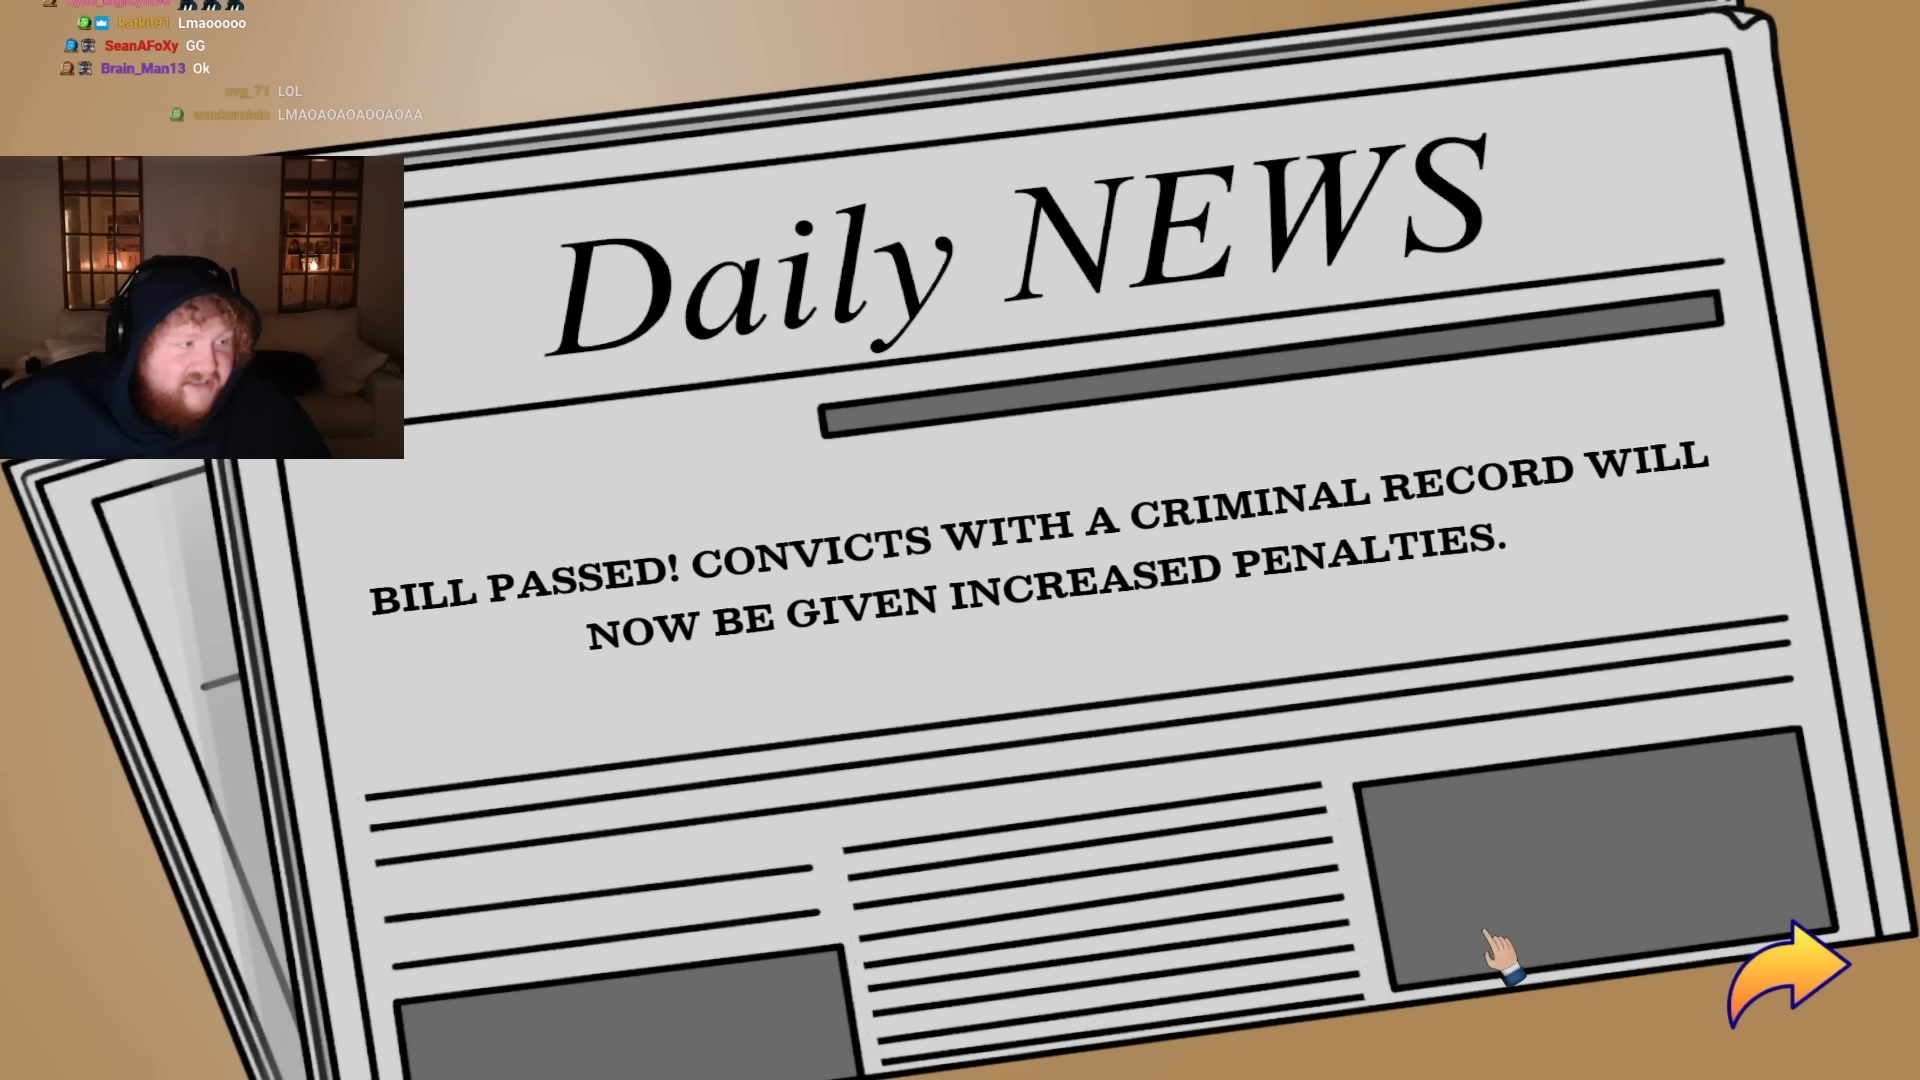 katkit91 Lmaooooo
SeanAFoXy GG
Brain_Man13 Ok
LOL
LMAOAOAOAOOAOAA
Daily NEWS
BILL PASSED! CONVICTS WITH A CRIMINAL RECORD WILL
NOW BE GIVEN INCREASED PENALTIES.